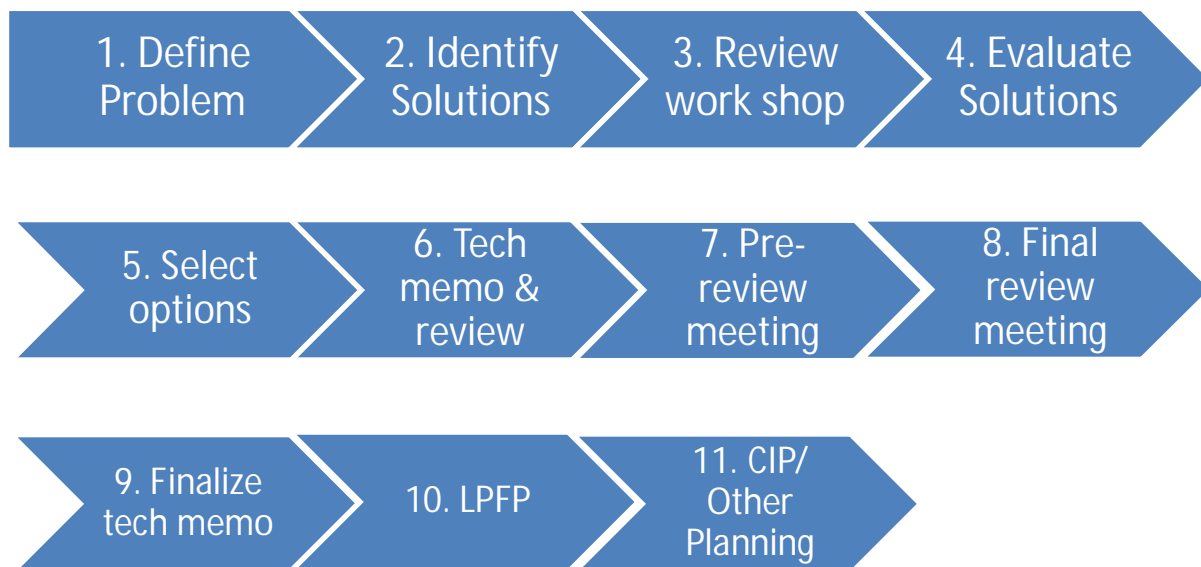 1. Define
Problem
2. Identify
Solutions
3. Review
work shop
4. Evaluate
Solutions
5. Select
options
6. Tech
memo &
review
7. Pre-
review
meeting
8. Final
review
meeting
9. Finalize
tech memo
10. LPFP
11. CIP/
Other
Planning